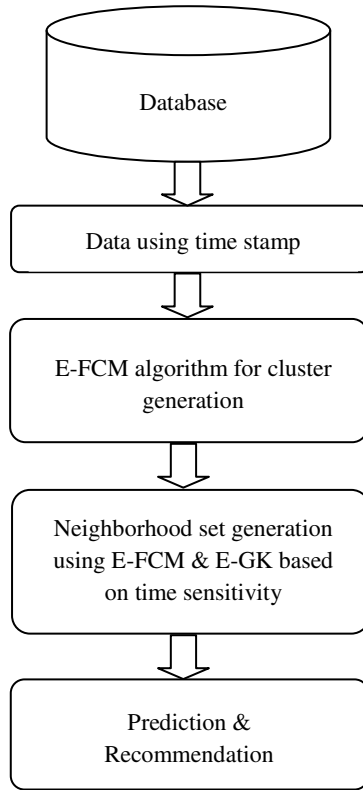 Database
Data using time stamp
E-FCM algorithm for cluster
generation
Neighborhood set generation
using E-FCM & E-GK based
on time sensitivity
Prediction &
Recommendation